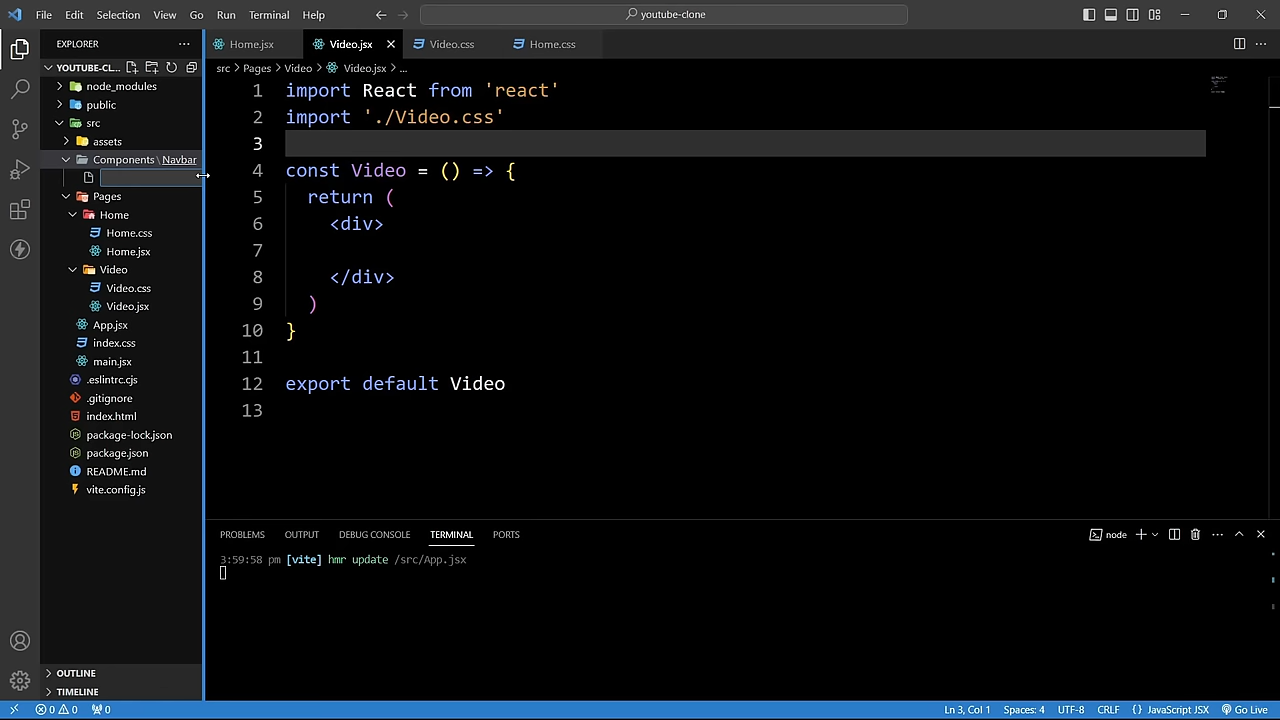 File Edit Selection View Go Run Terminal Help
youtube-clone
EXPLORER
YOUTUBE-CL...
node_modules
public
src
assets
Components \ Navbar
Pages
Home
Home.css
Home.jsx
Video
Video.css
Video.jsx
App.jsx
index.css
main.jsx
.eslintrc.cjs
.gitignore
index.html
package-lock.json
package.json
README.md
vite.config.js
OUTLINE
TIMELINE
Home.jsx Video.jsx Video.css Home.css
src > Pages > Video > Video.jsx > ...
1 import React from 'react'
2 import './Video.css'
3
4 const Video = () => {
5 return (
6 <div>
7
8 </div>
9 )
10 }
11
12 export default Video
13
PROBLEMS OUTPUT DEBUG CONSOLE TERMINAL PORTS
node
3:59:58 pm [vite] hmr update /src/App.jsx
0 0 0
Ln 3, Col 1 Spaces: 4 UTF-8 CRLF {} JavaScript JSX Go Live